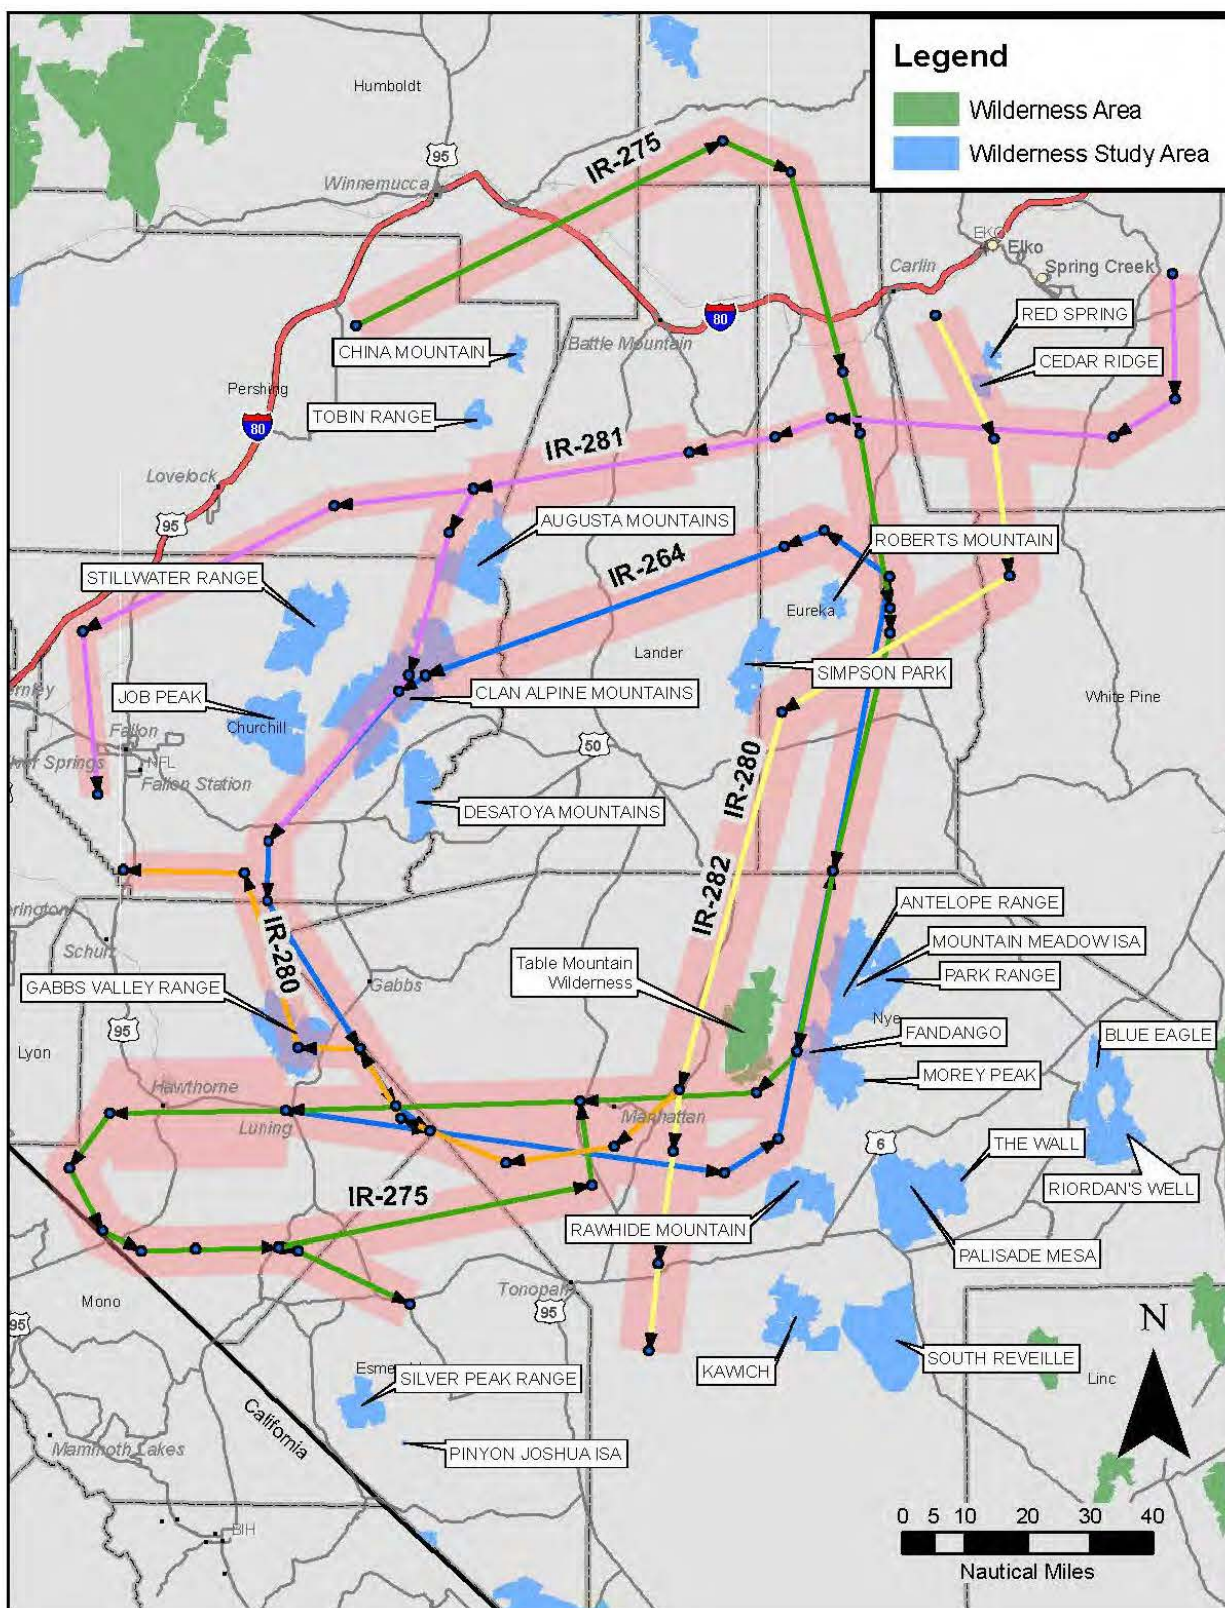 Legend
Wilderness Area
Wilderness Study Area
Humboldt
95
Winnemucca
IR-275
EKO
Elko
Spring Creek
Carlin
80
RED SPRING
CHINA MOUNTAIN
Battle Mountain
CEDAR RIDGE
Pershing
80
TOBIN RANGE
IR-281
Lovelock
95
AUGUSTA MOUNTAINS
ROBERTS MOUNTAIN
IR-264
STILLWATER RANGE
Eureka
Lander
SIMPSON PARK
JOB PEAK
CLAN ALPINE MOUNTAINS
White Pine
Churchill
Fallon
50
NFL
Fallon Station
IR-280
DESATOYA MOUNTAINS
IR-282
ANTELOPE RANGE
MOUNTAIN MEADOW ISA
Schurz
IR-280
Table Mountain
Wilderness
PARK RANGE
GABBS VALLEY RANGE
Gabbs
Nye
95
FANDANGO
BLUE EAGLE
Lyon
Hawthorne
MOREY PEAK
Manhattan
Luning
6
THE WALL
IR-275
RIORDAN'S WELL
RAWHIDE MOUNTAIN
PALISADE MESA
Tonopah
Mono
95
95
N
SOUTH REVEILLE
KAWICH
Linc
SILVER PEAK RANGE
California
Mammoth Lakes
PINYON JOSHUA ISA
0 5 10 20 30 40
BIH
Nautical Miles